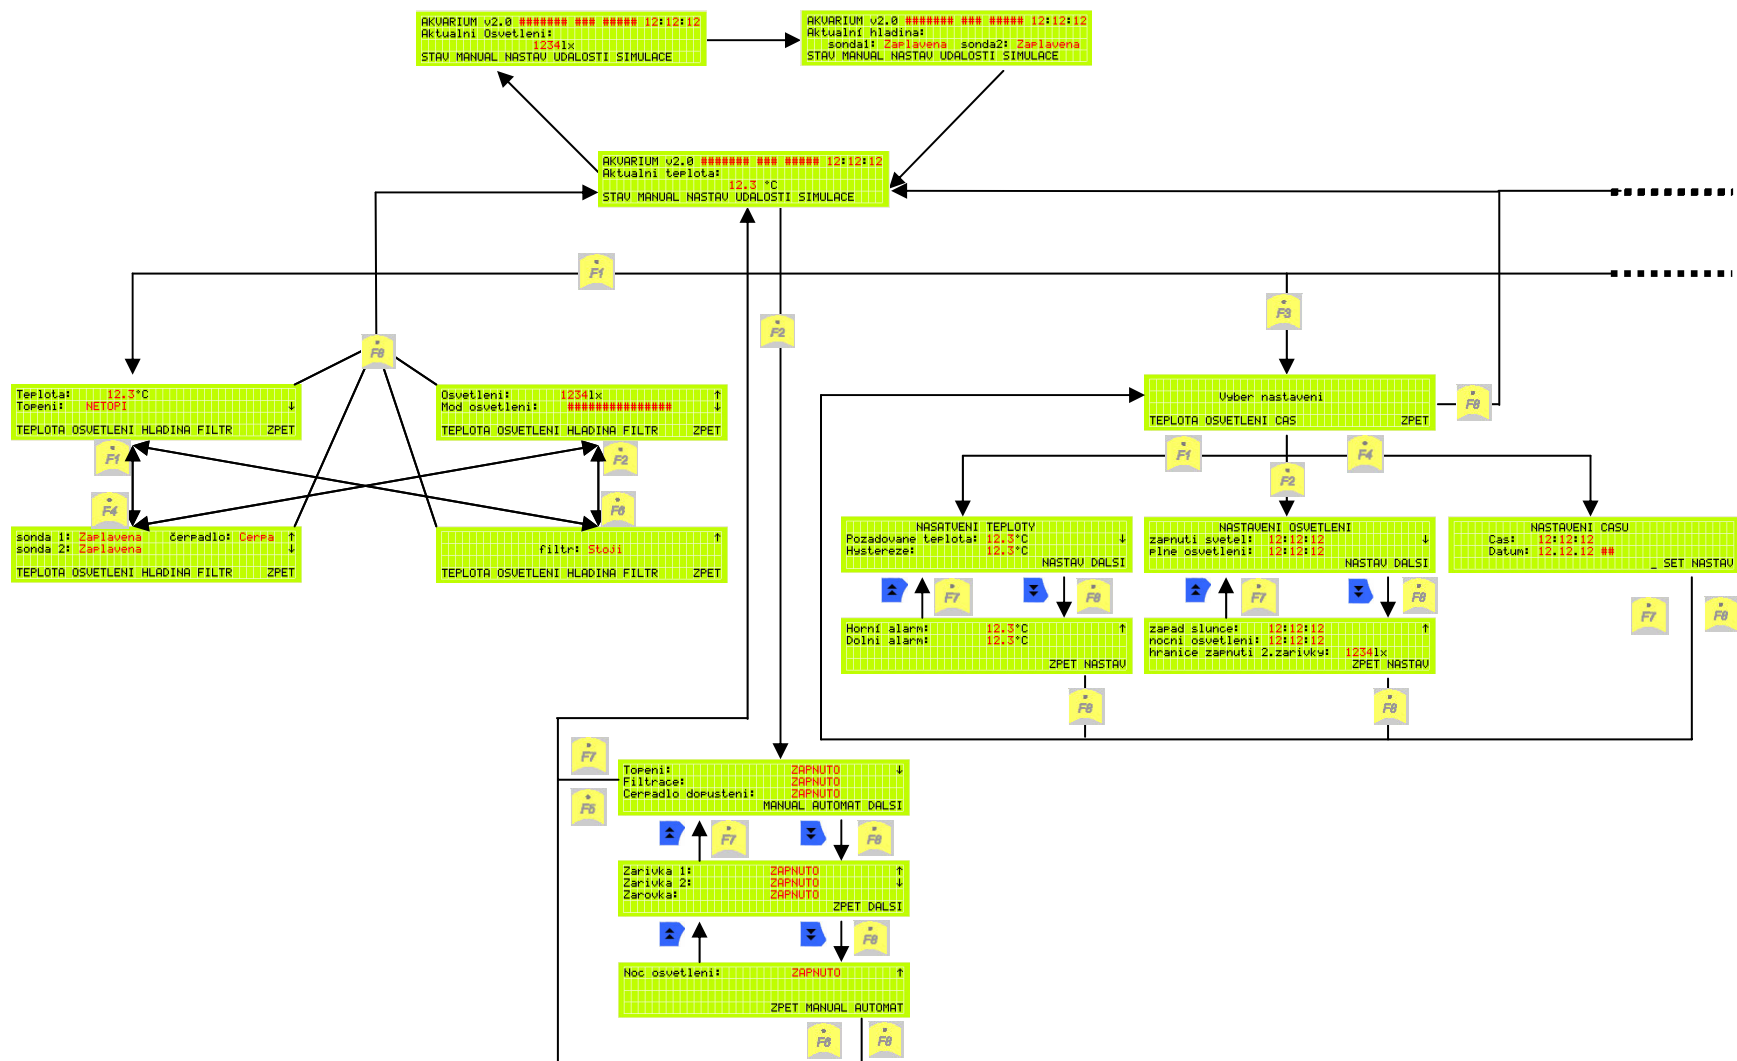 AKVARIUM v2.0 ####### ### ##### 12:12:12
Aktualni Osvetleni:
1234lx
STAV MANUAL NASTAV UDALOSTI SIMULACE
AKVARIUM v2.0 ####### ### ##### 12:12:12
Aktualní hladina:
sonda1: Zaplavena sonda2: Zaplavena
STAV MANUAL NASTAV UDALOSTI SIMULACE
AKVARIUM v2.0 ####### ### ##### 12:12:12
Aktualni teplota:
12.3 °C
STAV MANUAL NASTAV UDALOSTI SIMULACE
F1
F3
F2
F8
Teplota: 12.3°C
Topeni: NETOPI ↓
TEPLOTA OSVETLENI HLADINA FILTR ZPET
Osvetleni: 1234lx ↑
Mod osvetleni: ############### ↓
TEPLOTA OSVETLENI HLADINA FILTR ZPET
Vyber nastaveni
TEPLOTA OSVETLENI CAS ZPET
F8
F1
F2
F1
F4
F2
F4
F6
sonda 1: Zaplavena čerpadlo: Cerpa ↑
sonda 2: Zaplavena ↓
TEPLOTA OSVETLENI HLADINA FILTR ZPET
↑
filtr: Stoji
TEPLOTA OSVETLENI HLADINA FILTR ZPET
NASATVENI TEPLOTY
Pozadovane teplota: 12.3°C ↓
Hystereze: 12.3°C
NASTAV DALSI
NASTAVENI OSVETLENI
zapnuti svetel: 12:12:12 ↓
plne osvetleni: 12:12:12
NASTAV DALSI
NASTAVENI CASU
Cas: 12:12:12
Datum: 12.12.12 ##
_ SET NASTAV
F7
F8
F7
F8
F7
F8
Horní alarm: 12.3°C ↑
Dolni alarm: 12.3°C
ZPET NASTAV
zapad slunce: 12:12:12 ↑
nocni osvetleni: 12:12:12
hranice zapnuti 2.zarivky: 1234lx
ZPET NASTAV
F8
F8
F7
F5
Topeni: ZAPNUTO ↓
Filtrace: ZAPNUTO
Cerpadlo dopusteni: ZAPNUTO
MANUAL AUTOMAT DALSI
F7
F8
Zarivka 1: ZAPNUTO ↑
Zarivka 2: ZAPNUTO ↓
Zarovka: ZAPNUTO
ZPET DALSI
F8
Noc osvetleni: ZAPNUTO ↑
ZPET MANUAL AUTOMAT
F6
F8